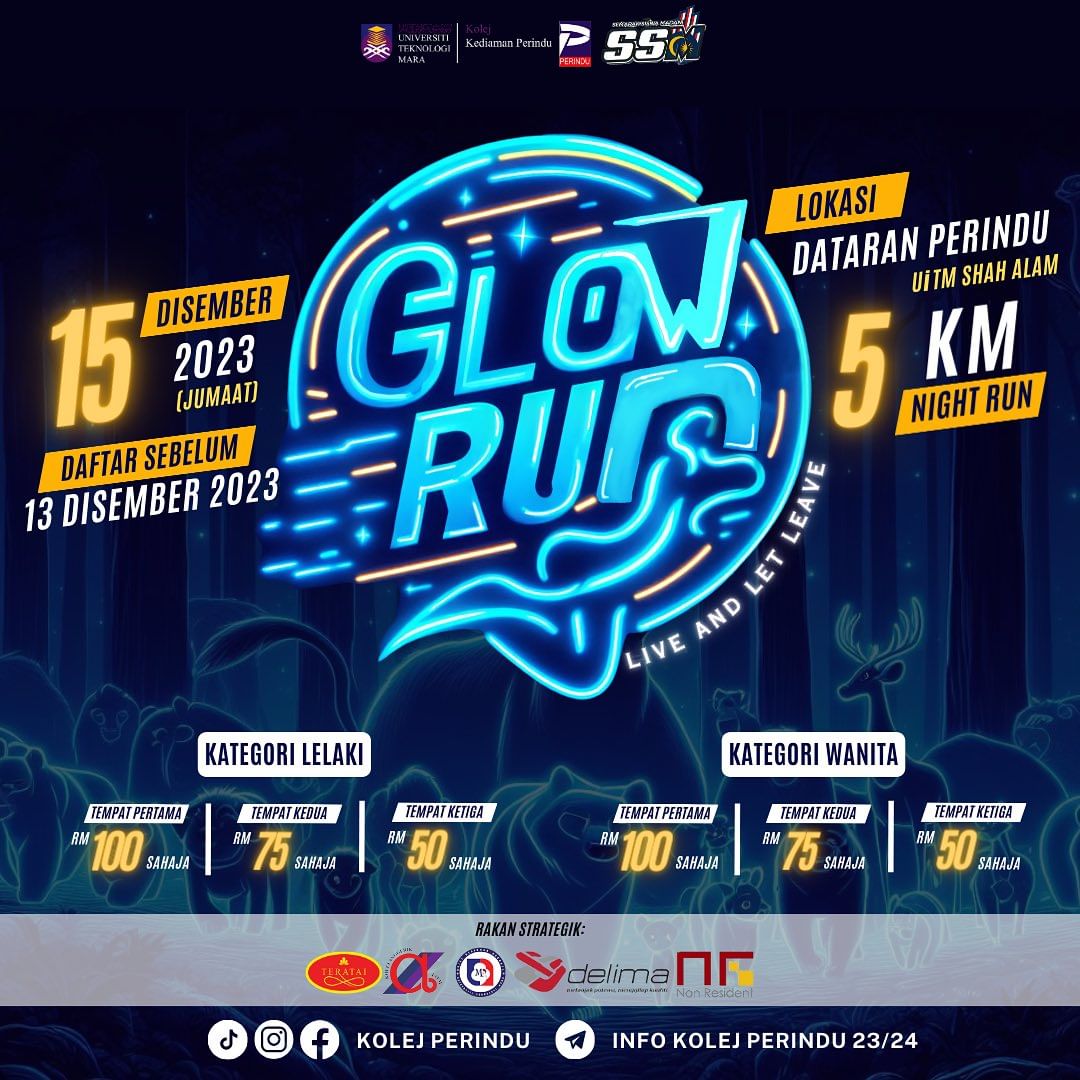 UNIVERSITI
TEKNOLOGI
MARA
Kolej
Kediaman Perindu
PERINDU
SSM
GLOW
RUN
LIVE AND LET LEAVE
15
DISEMBER
2023
(JUMAAT)
DAFTAR SEBELUM
13 DISEMBER 2023
LOKASI
DATARAN PERINDU
UiTM SHAH ALAM
5
KM
NIGHT RUN
KATEGORI LELAKI
TEMPAT PERTAMA
RM 100 SAHAJA
TEMPAT KEDUA
RM 75 SAHAJA
TEMPAT KETIGA
RM 50 SAHAJA
KATEGORI WANITA
TEMPAT PERTAMA
RM 100 SAHAJA
TEMPAT KEDUA
RM 75 SAHAJA
TEMPAT KETIGA
RM 50 SAHAJA
RAKAN STRATEGIK:
TERATAI
delima
NR
Non Resident
KOLEJ PERINDU
INFO KOLEJ PERINDU 23/24